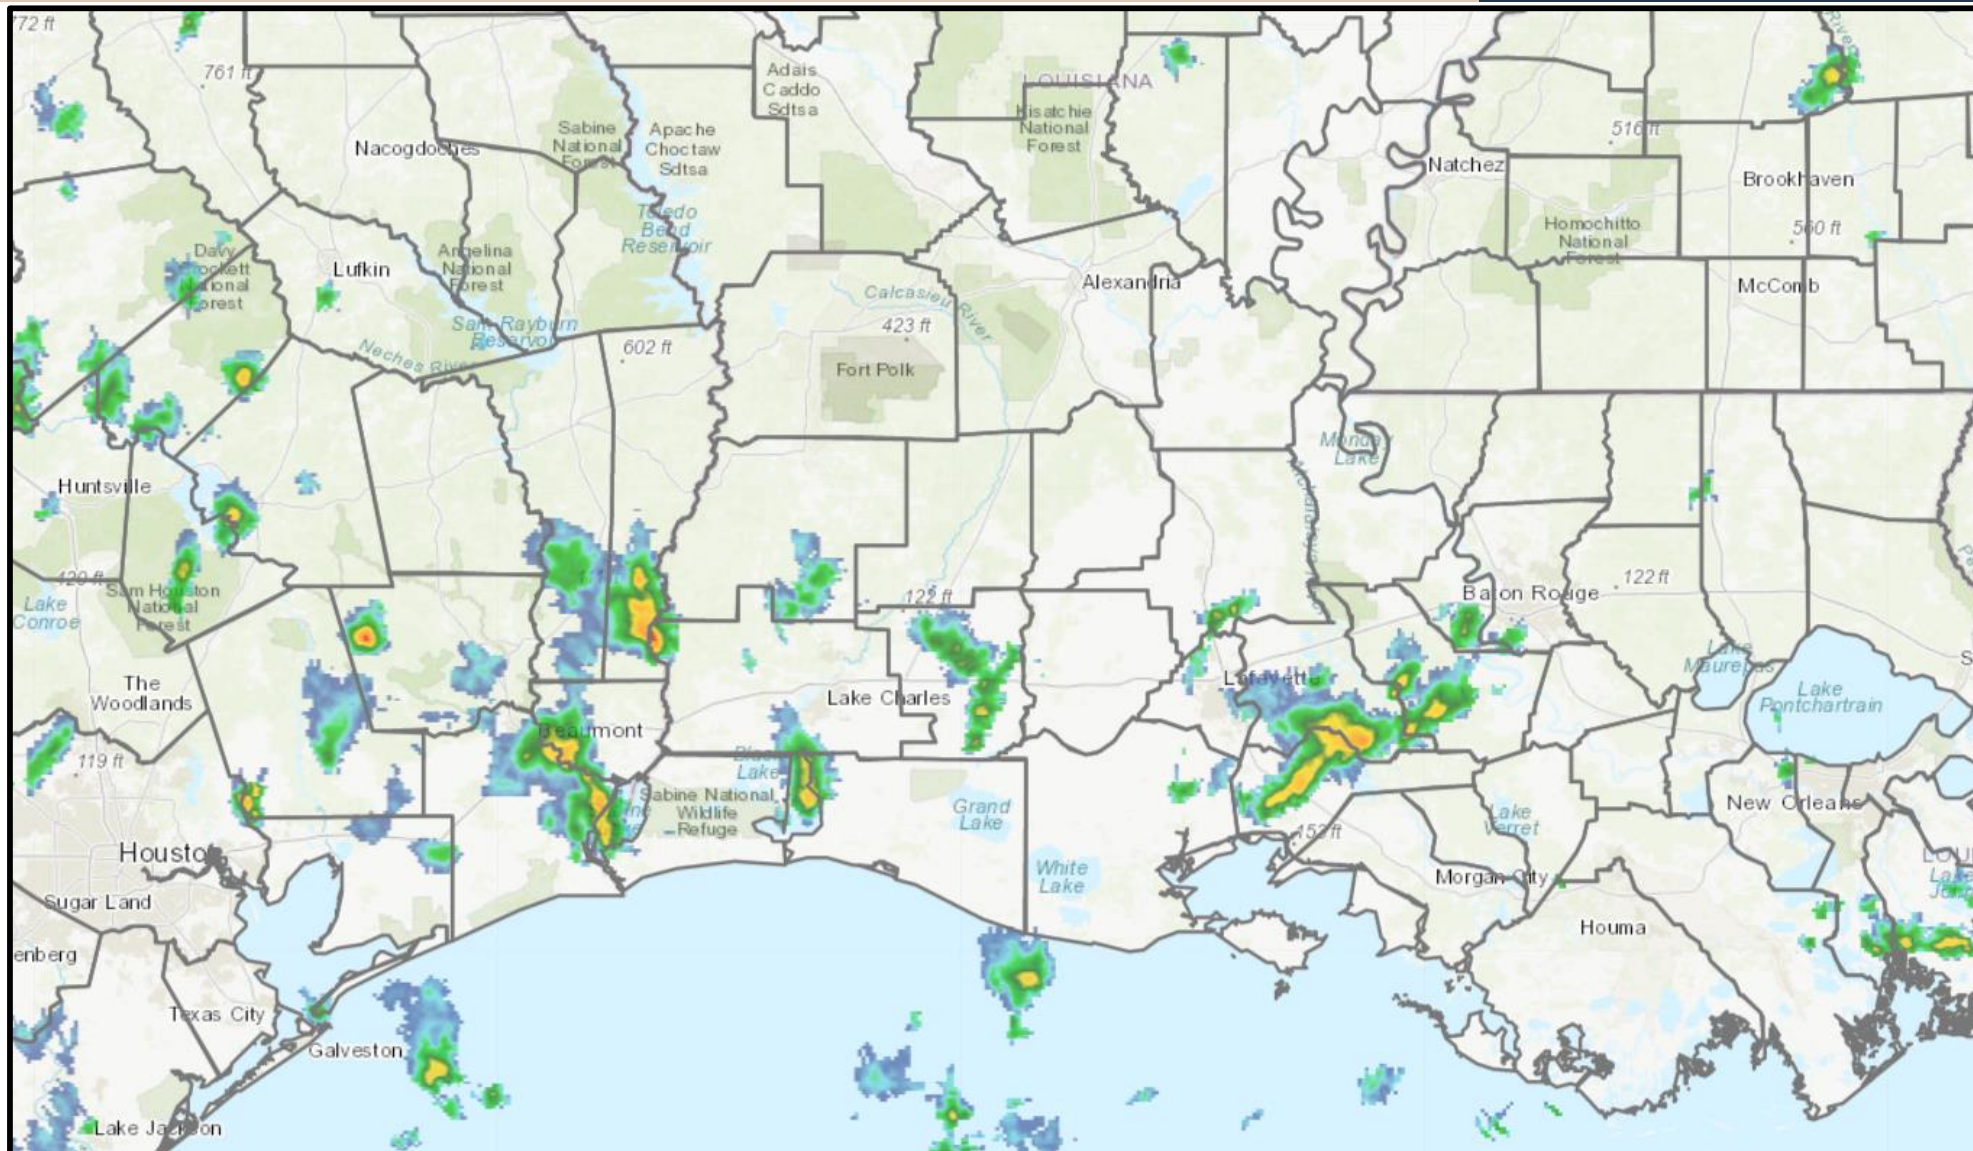 772 ft
761 ft
Adais
Caddo
Sdtsa
LOUISIANA
Kisatchie
National
Forest
516 ft
Sabine
National
Forest
Apache
Choctaw
Sdtsa
Nacogdoches
Natchez
Brookhaven
Toledo
Bend
Reservoir
Homochitto
National
Forest
560 ft
Davy
Crockett
National
Forest
Lufkin
Angelina
National
Forest
Alexandria
McComb
Calcasieu River
423 ft
Sam Rayburn
Reservoir
Neches River
602 ft
Fort Polk
Monday
Lake
Huntsville
Atchafalaya River
420 ft
Sam Houston
National
Forest
Lake
Conroe
122 ft
Baton Rouge
122 ft
The
Woodlands
Lake Charles
Lafayette
Lake
Maurepas
Lake
Pontchartrain
Beaumont
119 ft
Black
Lake
Sabine National
Wildlife
Refuge
Grand
Lake
Lake
Verret
New Orleans
153 ft
Houston
White
Lake
Morgan City
Sugar Land
Houma
enberg
Texas City
Galveston
Lake Jackson